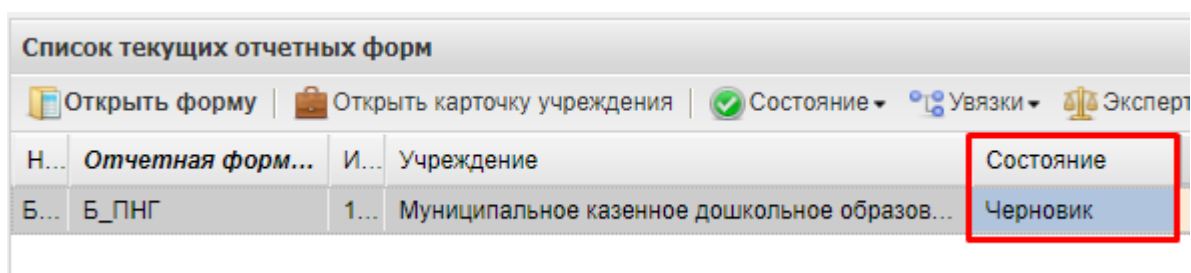 Список текущих отчетных форм
Открыть форму Открыть карточку учреждения Состояние Увязки Эксперт
Н... Отчетная форм... И... Учреждение Состояние
Б... Б_ПНГ 1... Муниципальное казенное дошкольное образов... Черновик